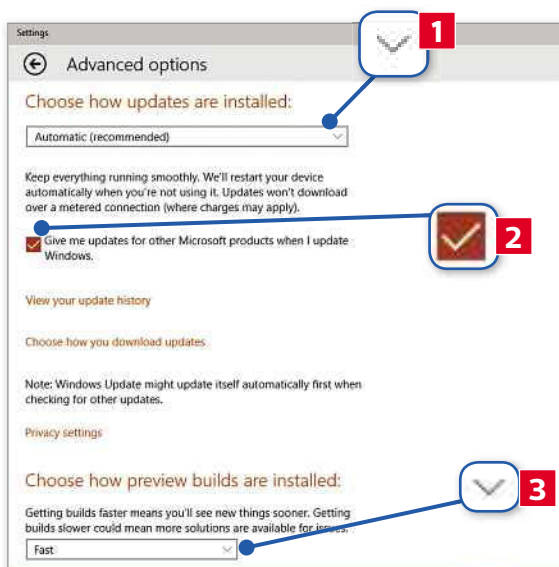 Settings
1
Advanced options
Choose how updates are installed:
Automatic (recommended)
Keep everything running smoothly. We'll restart your device
automatically when you're not using it. Updates won't download
over a metered connection (where charges may apply).
Give me updates for other Microsoft products when I update
Windows.
2
View your update history
Choose how you download updates
Note: Windows Update might update itself automatically first when
checking for other updates.
Privacy settings
Choose how preview builds are installed:
3
Getting builds faster means you'll see new things sooner. Getting
builds slower could mean more solutions are available for issues.
Fast